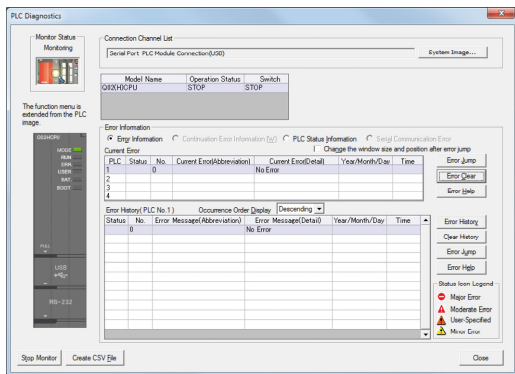 PLC Diagnostics
Monitor Status
Monitoring
The function menu is
extended from the PLC
image.
Q02HCPU
MODE
RUN
ERR.
USER
BAT.
BOOT
PULL
USB
RS-232
Connection Channel List
Serial Port PLC Module Connection(USB)
System Image...
Model Name Operation Status Switch
Q02(H)CPU STOP STOP
Error Information
Error Information Continuation Error Information (W) PLC Status Information Serial Communication Error
Current Error Change the window size and position after error jump
PLC Status No. Current Error(Abbreviation) Current Error(Detail) Year/Month/Day Time
1 0 No Error
2
3
4
Error Jump
Error Clear
Error Help
Error History( PLC No.1 ) Occurrence Order Display Descending
Status No. Error Message(Abbreviation) Error Message(Detail) Year/Month/Day Time
0 No Error
Error History
Clear History
Error Jump
Error Help
Status Icon Legend
Major Error
Moderate Error
User-Specified
Minor Error
Stop Monitor
Create CSV File
Close